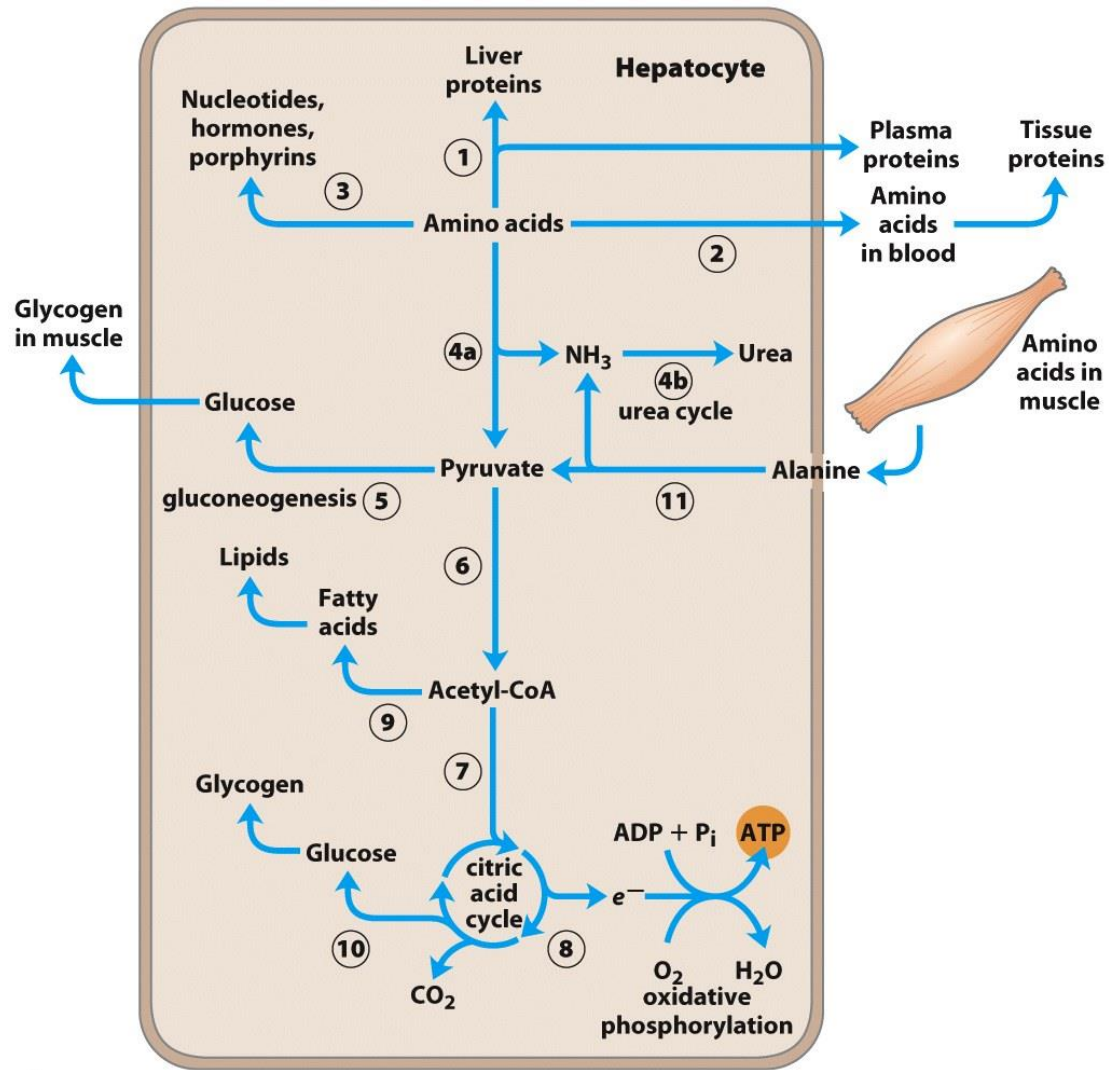 Liver
proteins
Hepatocyte
Nucleotides,
hormones,
porphyrins
Plasma
proteins
Tissue
proteins
1
3
Amino acids
Amino
acids
in blood
2
Glycogen
in muscle
4a
NH₃
Urea
4b
urea cycle
Amino
acids in
muscle
Glucose
Pyruvate
Alanine
gluconeogenesis
5
11
Lipids
6
Fatty
acids
Acetyl-CoA
9
7
Glycogen
ADP + Pᵢ
ATP
Glucose
citric
acid
cycle
e⁻
10
8
CO₂
O₂
H₂O
oxidative
phosphorylation